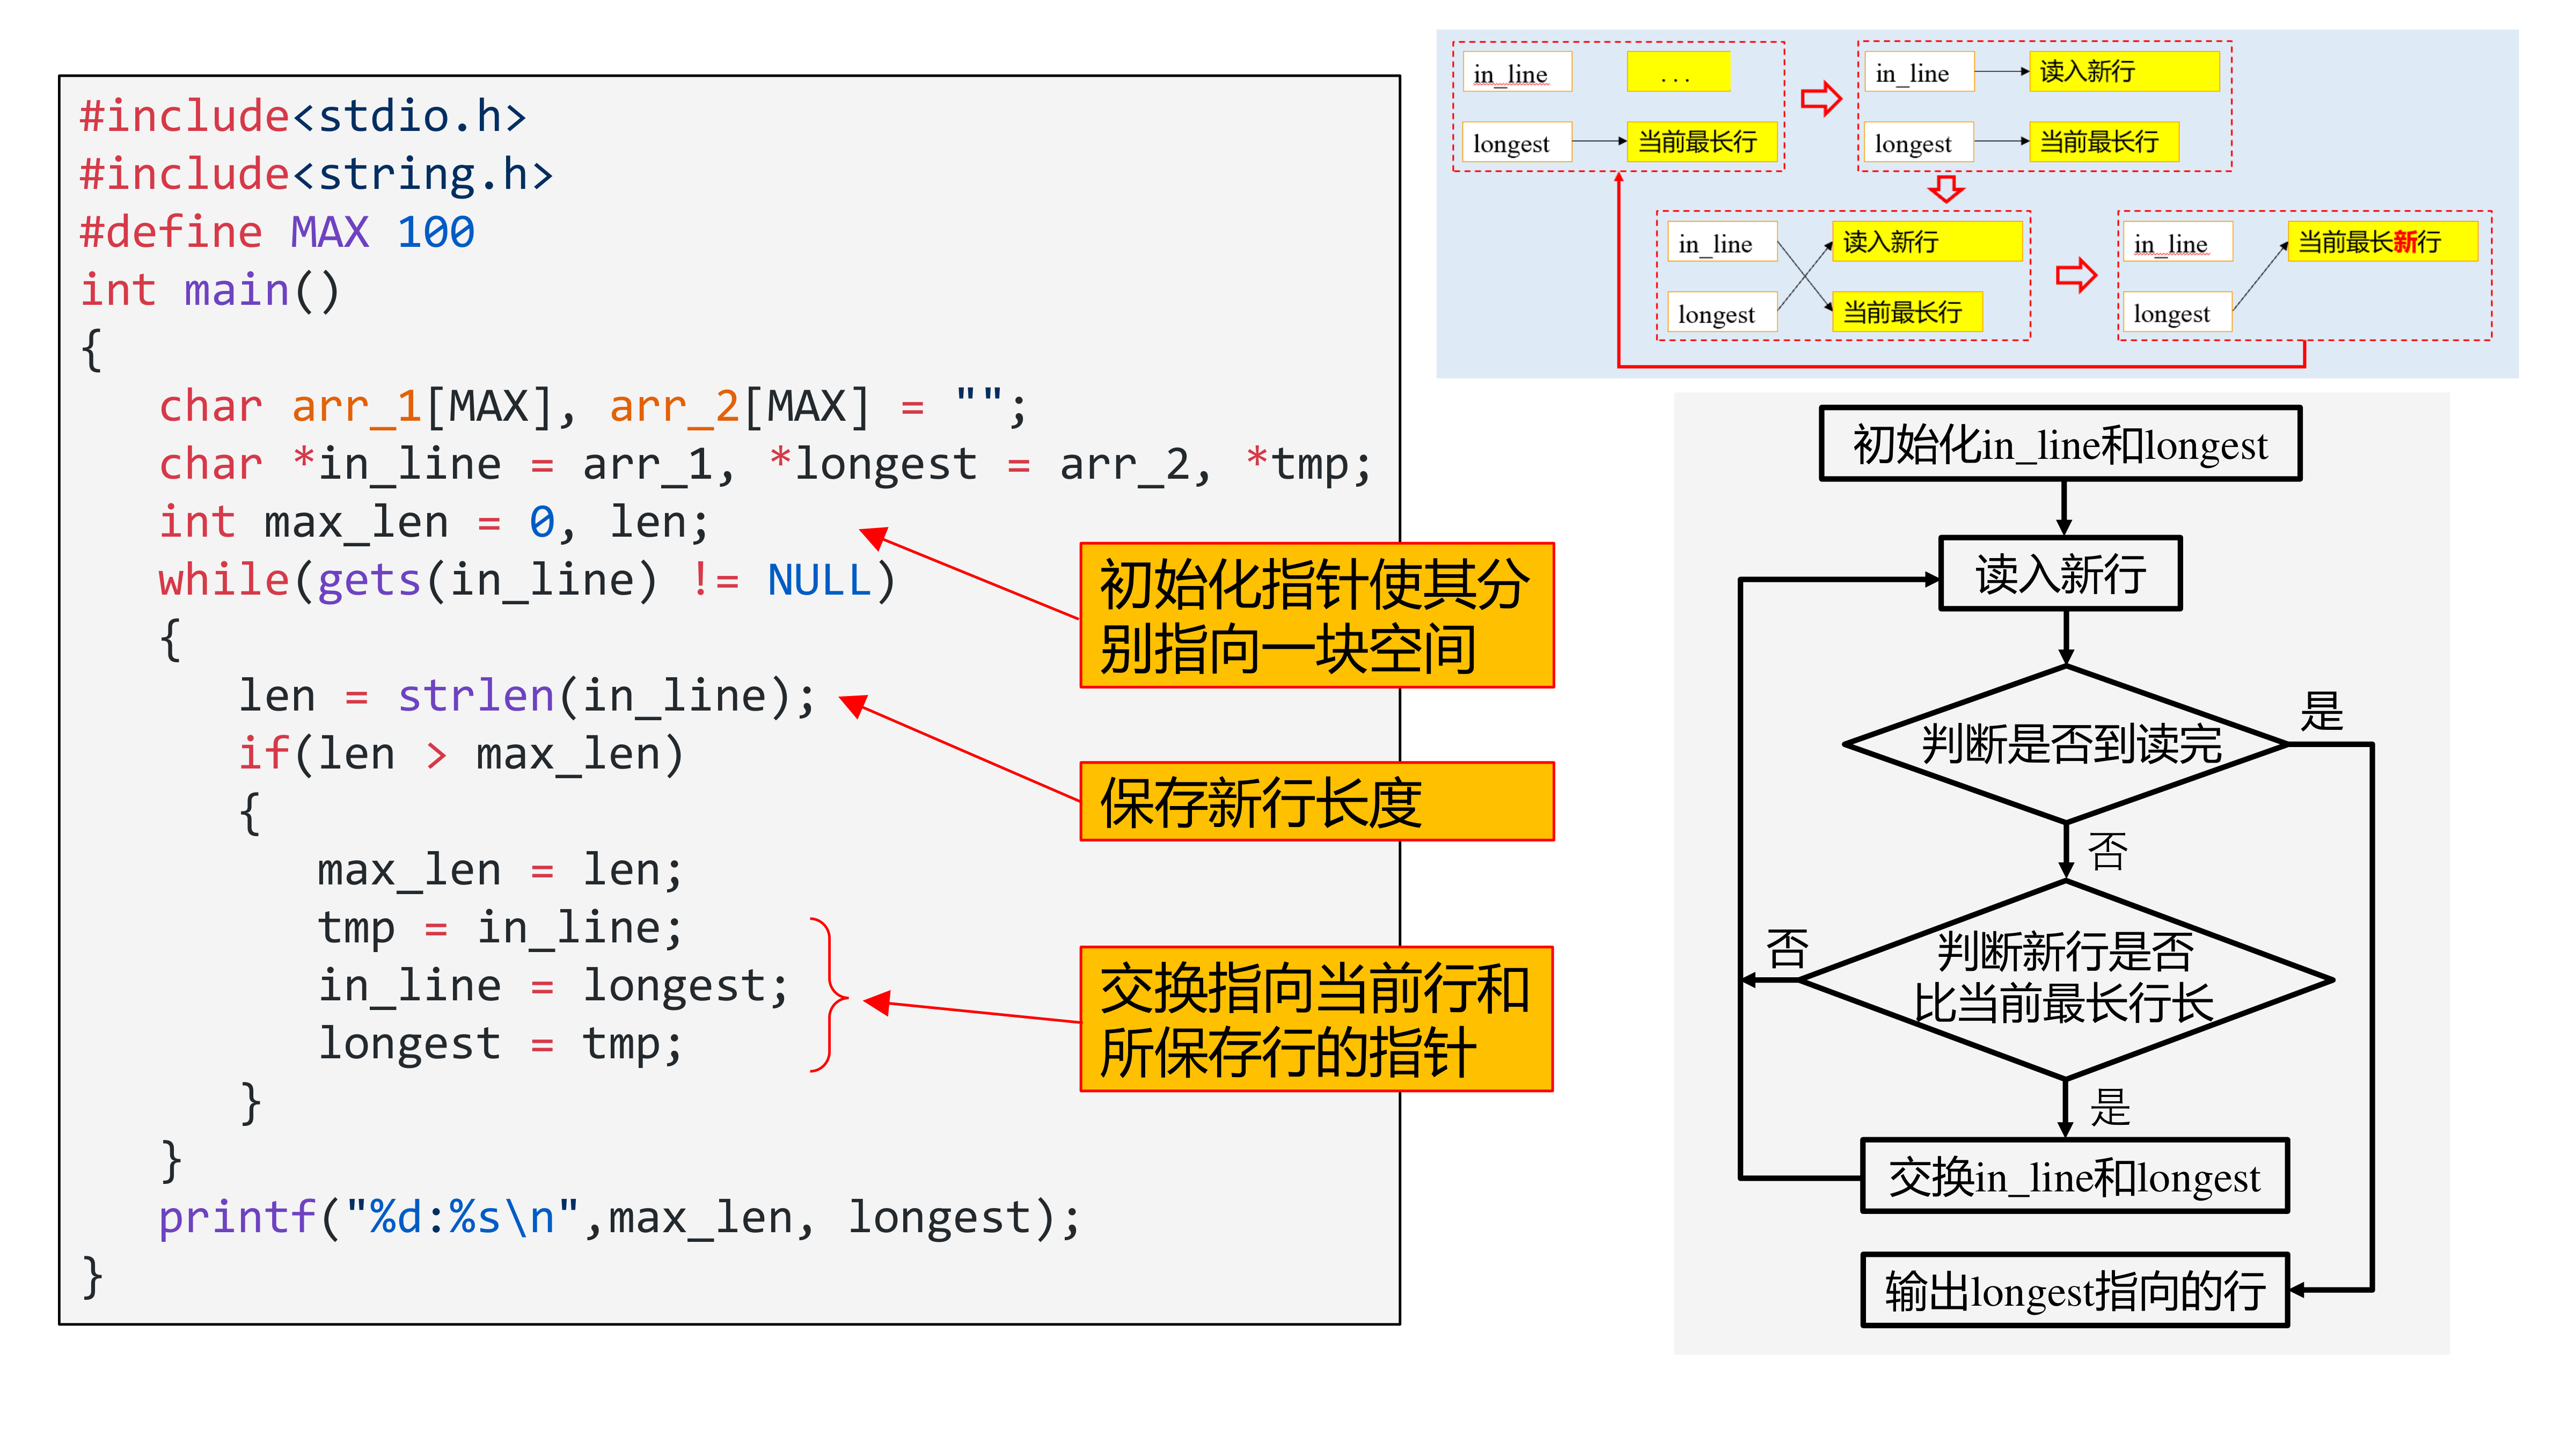 #include<stdio.h>
#include<string.h>
#define MAX 100
int main()
{
   char arr_1[MAX], arr_2[MAX] = "";
   char *in_line = arr_1, *longest = arr_2, *tmp;
   int max_len = 0, len;
   while(gets(in_line) != NULL)
   {
      len = strlen(in_line);
      if(len > max_len)
      {
         max_len = len;
         tmp = in_line;
         in_line = longest;
         longest = tmp;
      }
   }
   printf("%d:%s\n",max_len, longest);
}
初始化指针使其分
别指向一块空间
保存新行长度
交换指向当前行和
所保存行的指针
in_line
...
longest
当前最长行
in_line
读入新行
longest
当前最长行
in_line
读入新行
longest
当前最长行
in_line
当前最长新行
longest
初始化in_line和longest
读入新行
判断是否到读完
是
否
判断新行是否
比当前最长行长
否
是
交换in_line和longest
输出longest指向的行